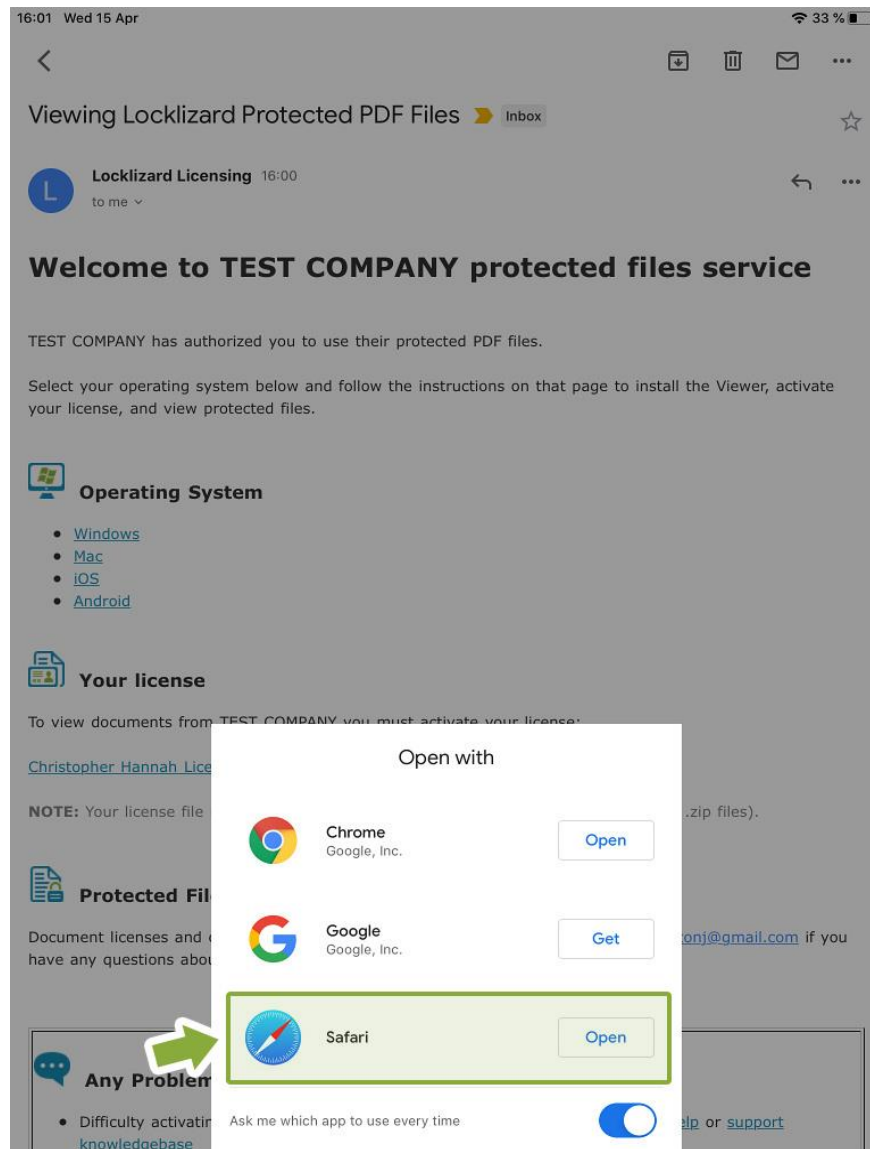 16:01 Wed 15 Apr 33 %
Viewing Locklizard Protected PDF Files Inbox
L
Locklizard Licensing 16:00
to me
Welcome to TEST COMPANY protected files service
TEST COMPANY has authorized you to use their protected PDF files.
Select your operating system below and follow the instructions on that page to install the Viewer, activate
your license, and view protected files.
Operating System
• Windows
• Mac
• iOS
• Android
Your license
To view documents from TEST COMPANY you must activate your license:
Christopher Hannah Lice
NOTE: Your license file .zip files).
Protected Fil
Document licenses and onj@gmail.com if you
have any questions abou
Any Problem
• Difficulty activatin elp or support
knowledgebase
Open with
Chrome
Google, Inc.
Open
Google
Google, Inc.
Get
Safari
Open
Ask me which app to use every time